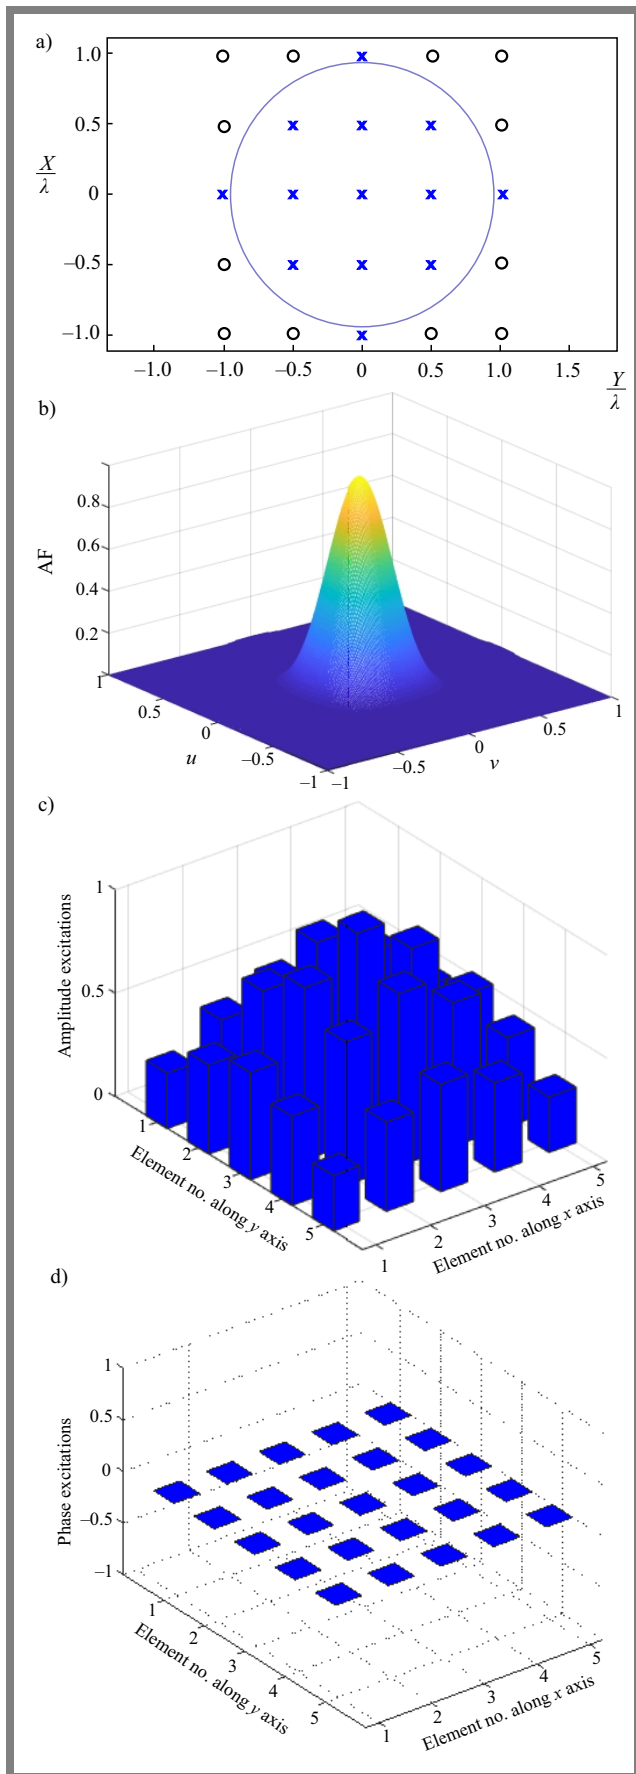 a)
1.0
0.5
X
λ
0
–0.5
–1.0
–1.0 –1.0 –0.5 0 0.5 1.0 1.5
Y
λ
b)
0.8
0.6
AF
0.4
0.2
1
0.5
0
–0.5
–1
u
–1
–0.5
0
0.5
1
v
c)
1
0.5
0
Amplitude excitations
1
2
3
4
5
Element no. along y axis
1
2
3
4
5
Element no. along x axis
d)
1
0.5
0
–0.5
–1
Phase excitations
1
2
3
4
5
Element no. along y axis
1
2
3
4
5
Element no. along x axis